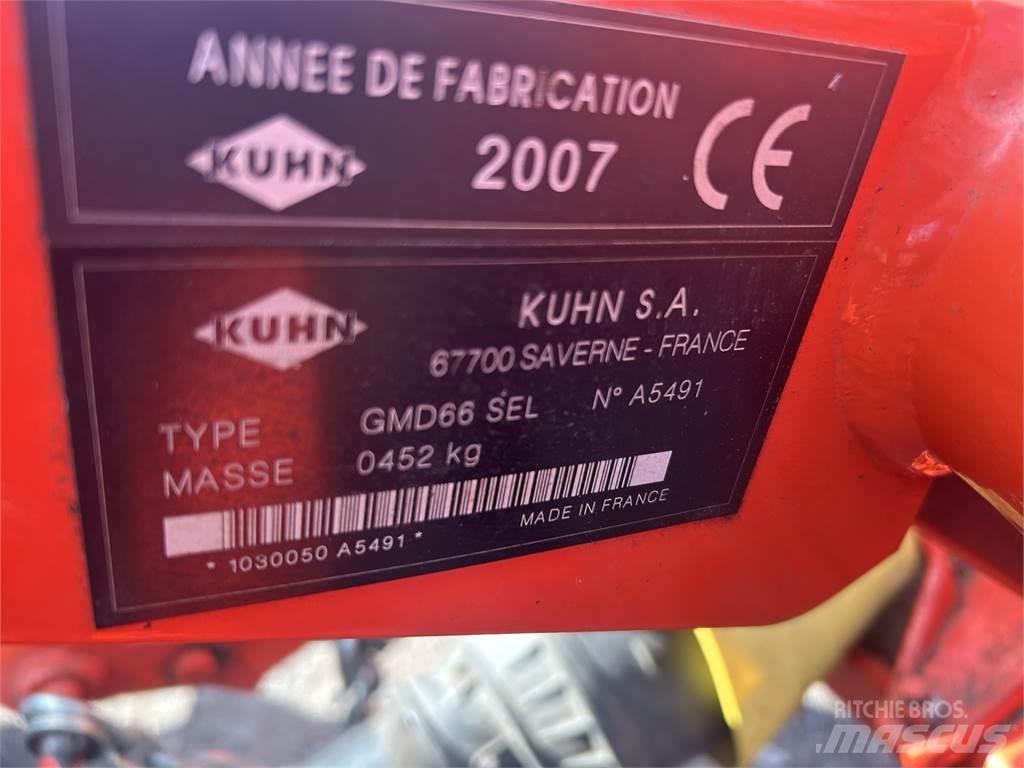 ANNEE DE FABRICATION
KUHN
2007
CE
KUHN
KUHN S.A.
67700 SAVERNE - FRANCE
TYPE GMD66 SEL N° A5491
MASSE 0452 kg
MADE IN FRANCE
* 1030050 A5491 *
RITCHIE BROS.
MASCUS